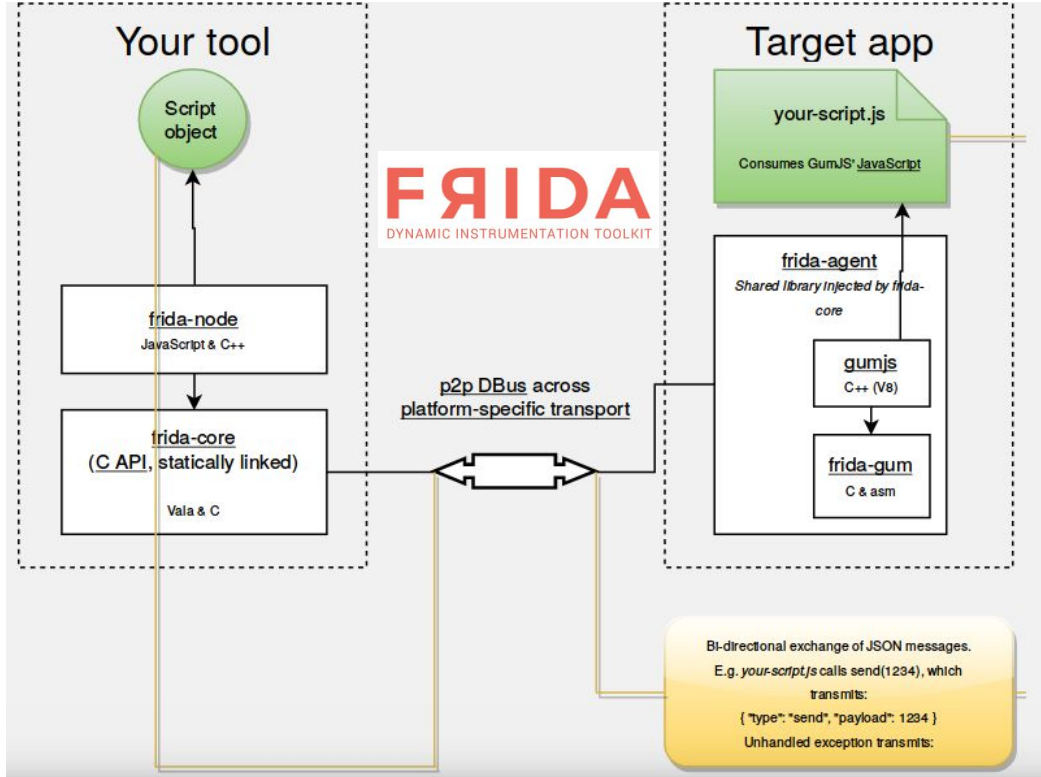 Your tool
Script
object
frida-node
JavaScript & C++
frida-core
(C API, statically linked)
Vala & C
FRIDA
DYNAMIC INSTRUMENTATION TOOLKIT
p2p DBus across
platform-specific transport
Target app
your-script.js
Consumes GumJS' JavaScript
frida-agent
Shared library injected by frida-
core
gumjs
C++ (V8)
frida-gum
C & asm
Bi-directional exchange of JSON messages.
E.g. your-script.js calls send(1234), which
transmits:
{ "type": "send", "payload": 1234 }
Unhandled exception transmits: